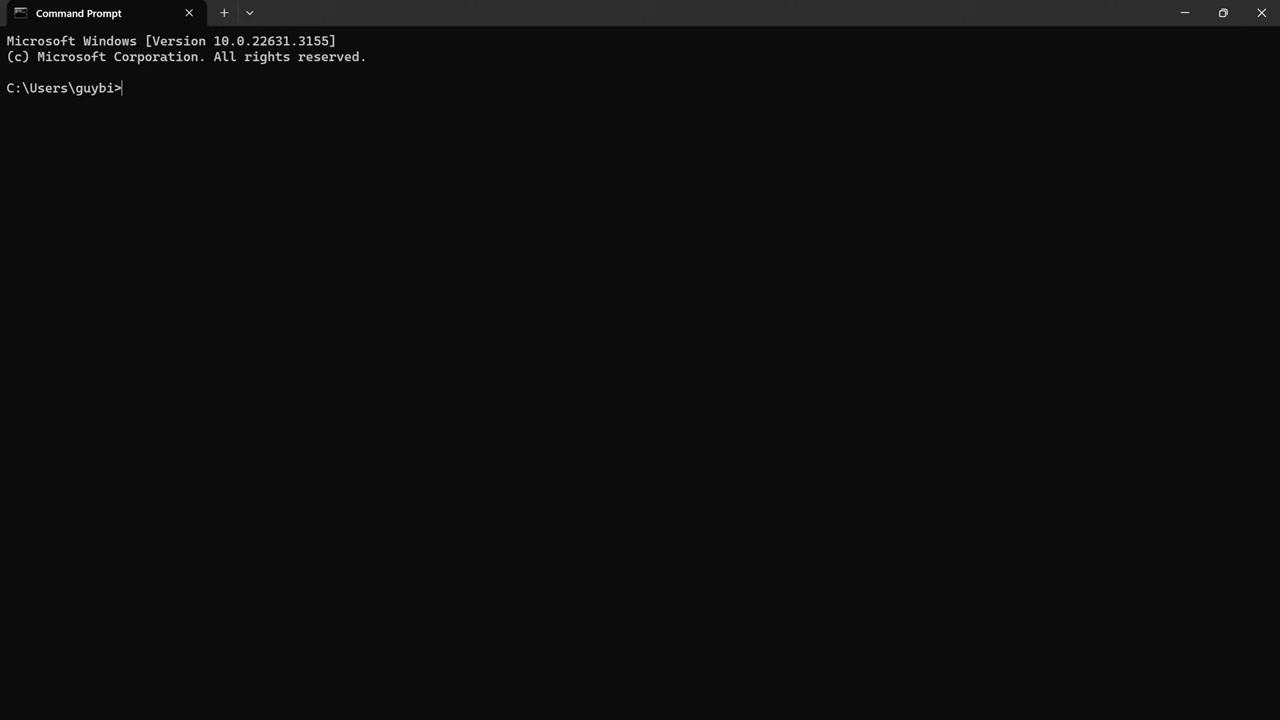 Command Prompt
Microsoft Windows [Version 10.0.22631.3155]
(c) Microsoft Corporation. All rights reserved.
C:\Users\guybi>